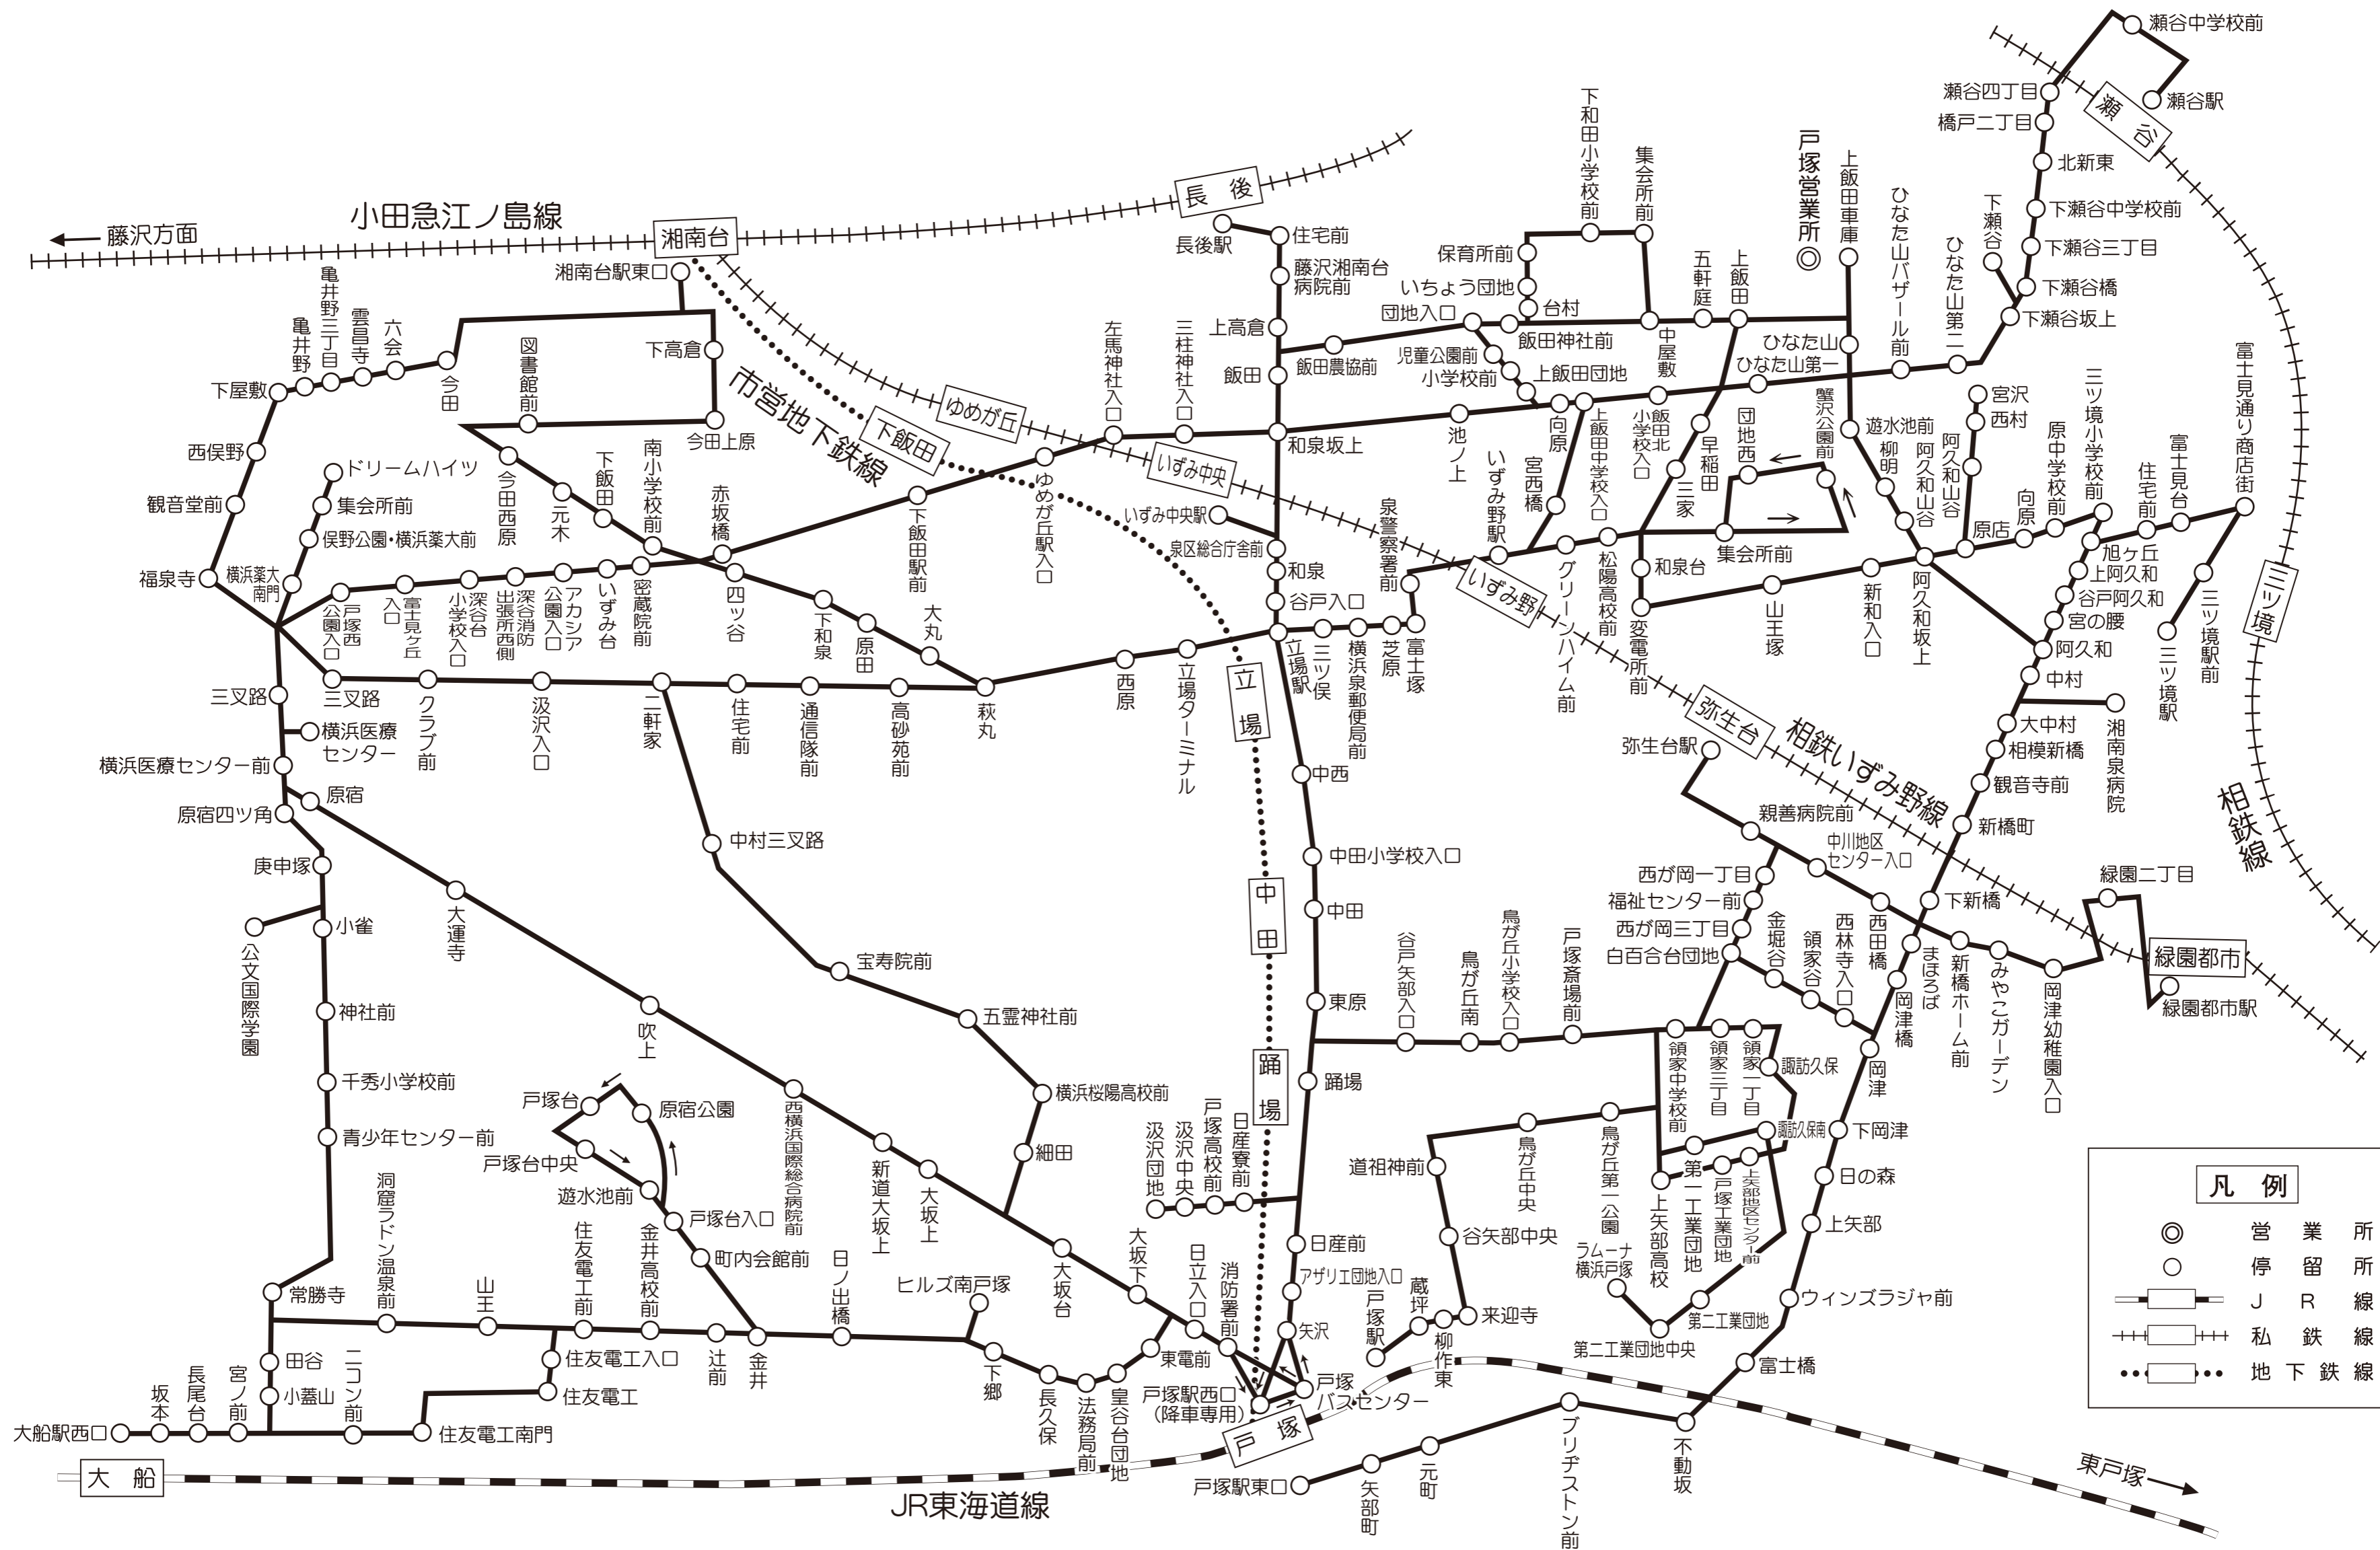 瀬谷中学校前
瀬谷四丁目
瀬谷
瀬谷駅
橋戸二丁目
北新東
下瀬谷中学校前
下瀬谷三丁目
下瀬谷
下瀬谷橋
下瀬谷坂上
ひなた山第二
ひなた山バザール前
上飯田車庫
戸塚営業所
ひなた山
ひなた山第一
上飯田
五軒庭
中屋敷
集会所前
下和田小学校前
保育所前
いちょう団地
台村
団地入口
飯田神社前
児童公園前
小学校前
上飯田団地
飯田農協前
長後
長後駅
住宅前
藤沢湘南台
病院前
上高倉
飯田
和泉坂上
三柱神社入口
左馬神社入口
池ノ上
向原
上飯田中学校入口
飯田北
小学校入口
早稲田
三家
団地西
蟹沢公園前
集会所前
遊水池前
柳明
阿久和山谷
阿久和山谷
宮沢
西村
原店
向原
原中学校前
三ツ境小学校前
住宅前
富士見台
富士見通り商店街
旭ヶ丘
上阿久和
谷戸阿久和
宮の腰
阿久和
中村
三ツ境駅前
三ツ境駅
三ツ境
相鉄線
湘南泉病院
大中村
相模新橋
観音寺前
新橋町
下新橋
阿久和坂上
新和入口
山王塚
変電所前
和泉台
松陽高校前
グリーンハイム前
宮西橋
いずみ野駅
いずみ野
泉警察署前
富士塚
芝原
横浜泉郵便局前
三ツ俣
立場駅
谷戸入口
和泉
泉区総合庁舎前
いずみ中央駅
いずみ中央
ゆめが丘
ゆめが丘駅入口
下飯田
下飯田駅前
市営地下鉄線
小田急江ノ島線
藤沢方面
湘南台
湘南台駅東口
下高倉
今田上原
図書館前
今田西原
元木
下飯田
南小学校前
赤坂橋
四ッ谷
下和泉
原田
大丸
萩丸
西原
立場ターミナル
今田
六会
雲昌寺
亀井野三丁目
亀井野
下屋敷
西俣野
観音堂前
福泉寺
ドリームハイツ
集会所前
俣野公園・横浜薬大前
横浜薬大
南門
戸塚西
公園入口
富士見ヶ丘
入口
深谷台
小学校入口
深谷消防
出張所西側
アカシア
公園入口
いずみ台
密蔵院前
三叉路
三叉路
クラブ前
汲沢入口
二軒家
住宅前
通信隊前
高砂苑前
横浜医療
センター
横浜医療センター前
原宿
原宿四ツ角
庚申塚
小雀
公文国際学園
神社前
千秀小学校前
青少年センター前
常勝寺
田谷
小蓋山
大運寺
吹上
西横浜国際総合病院前
新道大坂上
大坂上
大坂台
大坂下
日立入口
消防署前
中村三叉路
宝寿院前
五霊神社前
横浜桜陽高校前
細田
戸塚台
原宿公園
戸塚台中央
遊水池前
戸塚台入口
町内会館前
洞窟ラドン温泉前
山王
住友電工前
金井高校前
辻前
金井
日ノ出橋
ヒルズ南戸塚
下郷
長久保
法務局前
皇谷台団地
東電前
住友電工入口
住友電工
住友電工南門
ニコン前
宮ノ前
長尾台
坂本
大船駅西口
大船
JR東海道線
立場
中西
中田小学校入口
中田
中田
東原
踊場
踊場
汲沢団地
汲沢中央
戸塚高校前
日産寮前
日産前
アザリエ団地入口
矢沢
戸塚
バスセンター
戸塚駅西口
(降車専用)
戸塚
戸塚駅
蔵坪
柳作東
来迎寺
谷矢部中央
道祖神前
鳥が丘中央
鳥が丘第一公園
谷戸矢部入口
鳥が丘南
鳥が丘小学校入口
戸塚斎場前
領家中学校前
領家三丁目
領家一丁目
諏訪久保
諏訪久保南
上矢部高校
第一工業団地
戸塚工業団地
上矢部地区センター前
ラムーナ
横浜戸塚
第二工業団地
第二工業団地中央
弥生台
弥生台駅
相鉄いずみ野線
親善病院前
中川地区
センター入口
西が岡一丁目
福祉センター前
西が岡三丁目
白百合台団地
金堀谷
領家谷
西林寺入口
西田橋
まほろば
岡津橋
新橋ホーム前
みやこガーデン
岡津幼稚園入口
緑園二丁目
緑園都市
緑園都市駅
岡津
下岡津
日の森
上矢部
ウィンズラジャ前
富士橋
不動坂
ブリヂストン前
元町
矢部町
戸塚駅東口
東戸塚
凡例
営業所
停留所
JR線
私鉄線
地下鉄線